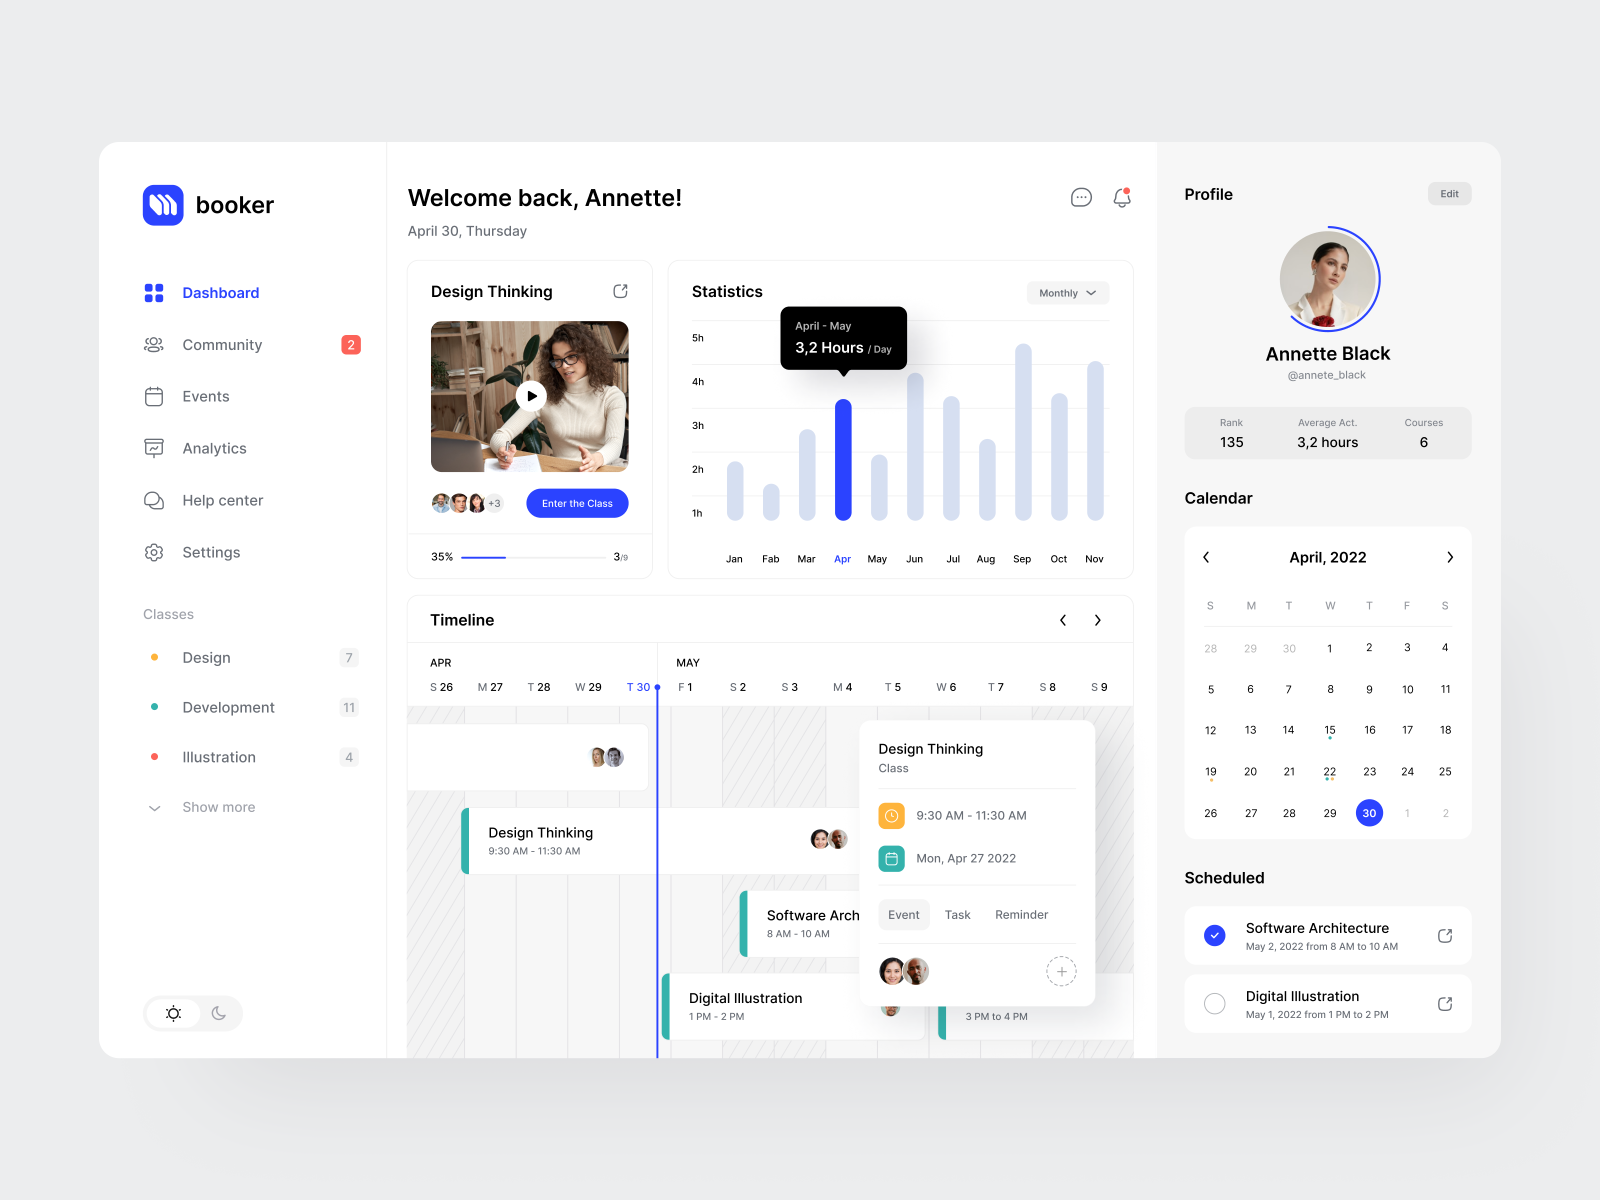 booker
Dashboard
Community 2
Events
Analytics
Help center
Settings
Classes
Design 7
Development 11
Illustration 4
Show more
Welcome back, Annette!
April 30, Thursday
Design Thinking
+3
Enter the Class
35% 3/9
Statistics
Monthly
April - May
3,2 Hours / Day
5h
4h
3h
2h
1h
Jan Fab Mar Apr May Jun Jul Aug Sep Oct Nov
Timeline
APR MAY
S 26 M 27 T 28 W 29 T 30 F 1 S 2 S 3 M 4 T 5 W 6 T 7 S 8 S 9
Design Thinking
9:30 AM - 11:30 AM
Software Arch
8 AM - 10 AM
Digital Illustration
1 PM - 2 PM
3 PM to 4 PM
Design Thinking
Class
9:30 AM - 11:30 AM
Mon, Apr 27 2022
Event Task Reminder
Profile
Edit
Annette Black
@annete_black
Rank Average Act. Courses
135 3,2 hours 6
Calendar
April, 2022
S M T W T F S
28 29 30 1 2 3 4
5 6 7 8 9 10 11
12 13 14 15 16 17 18
19 20 21 22 23 24 25
26 27 28 29 30 1 2
Scheduled
Software Architecture
May 2, 2022 from 8 AM to 10 AM
Digital Illustration
May 1, 2022 from 1 PM to 2 PM